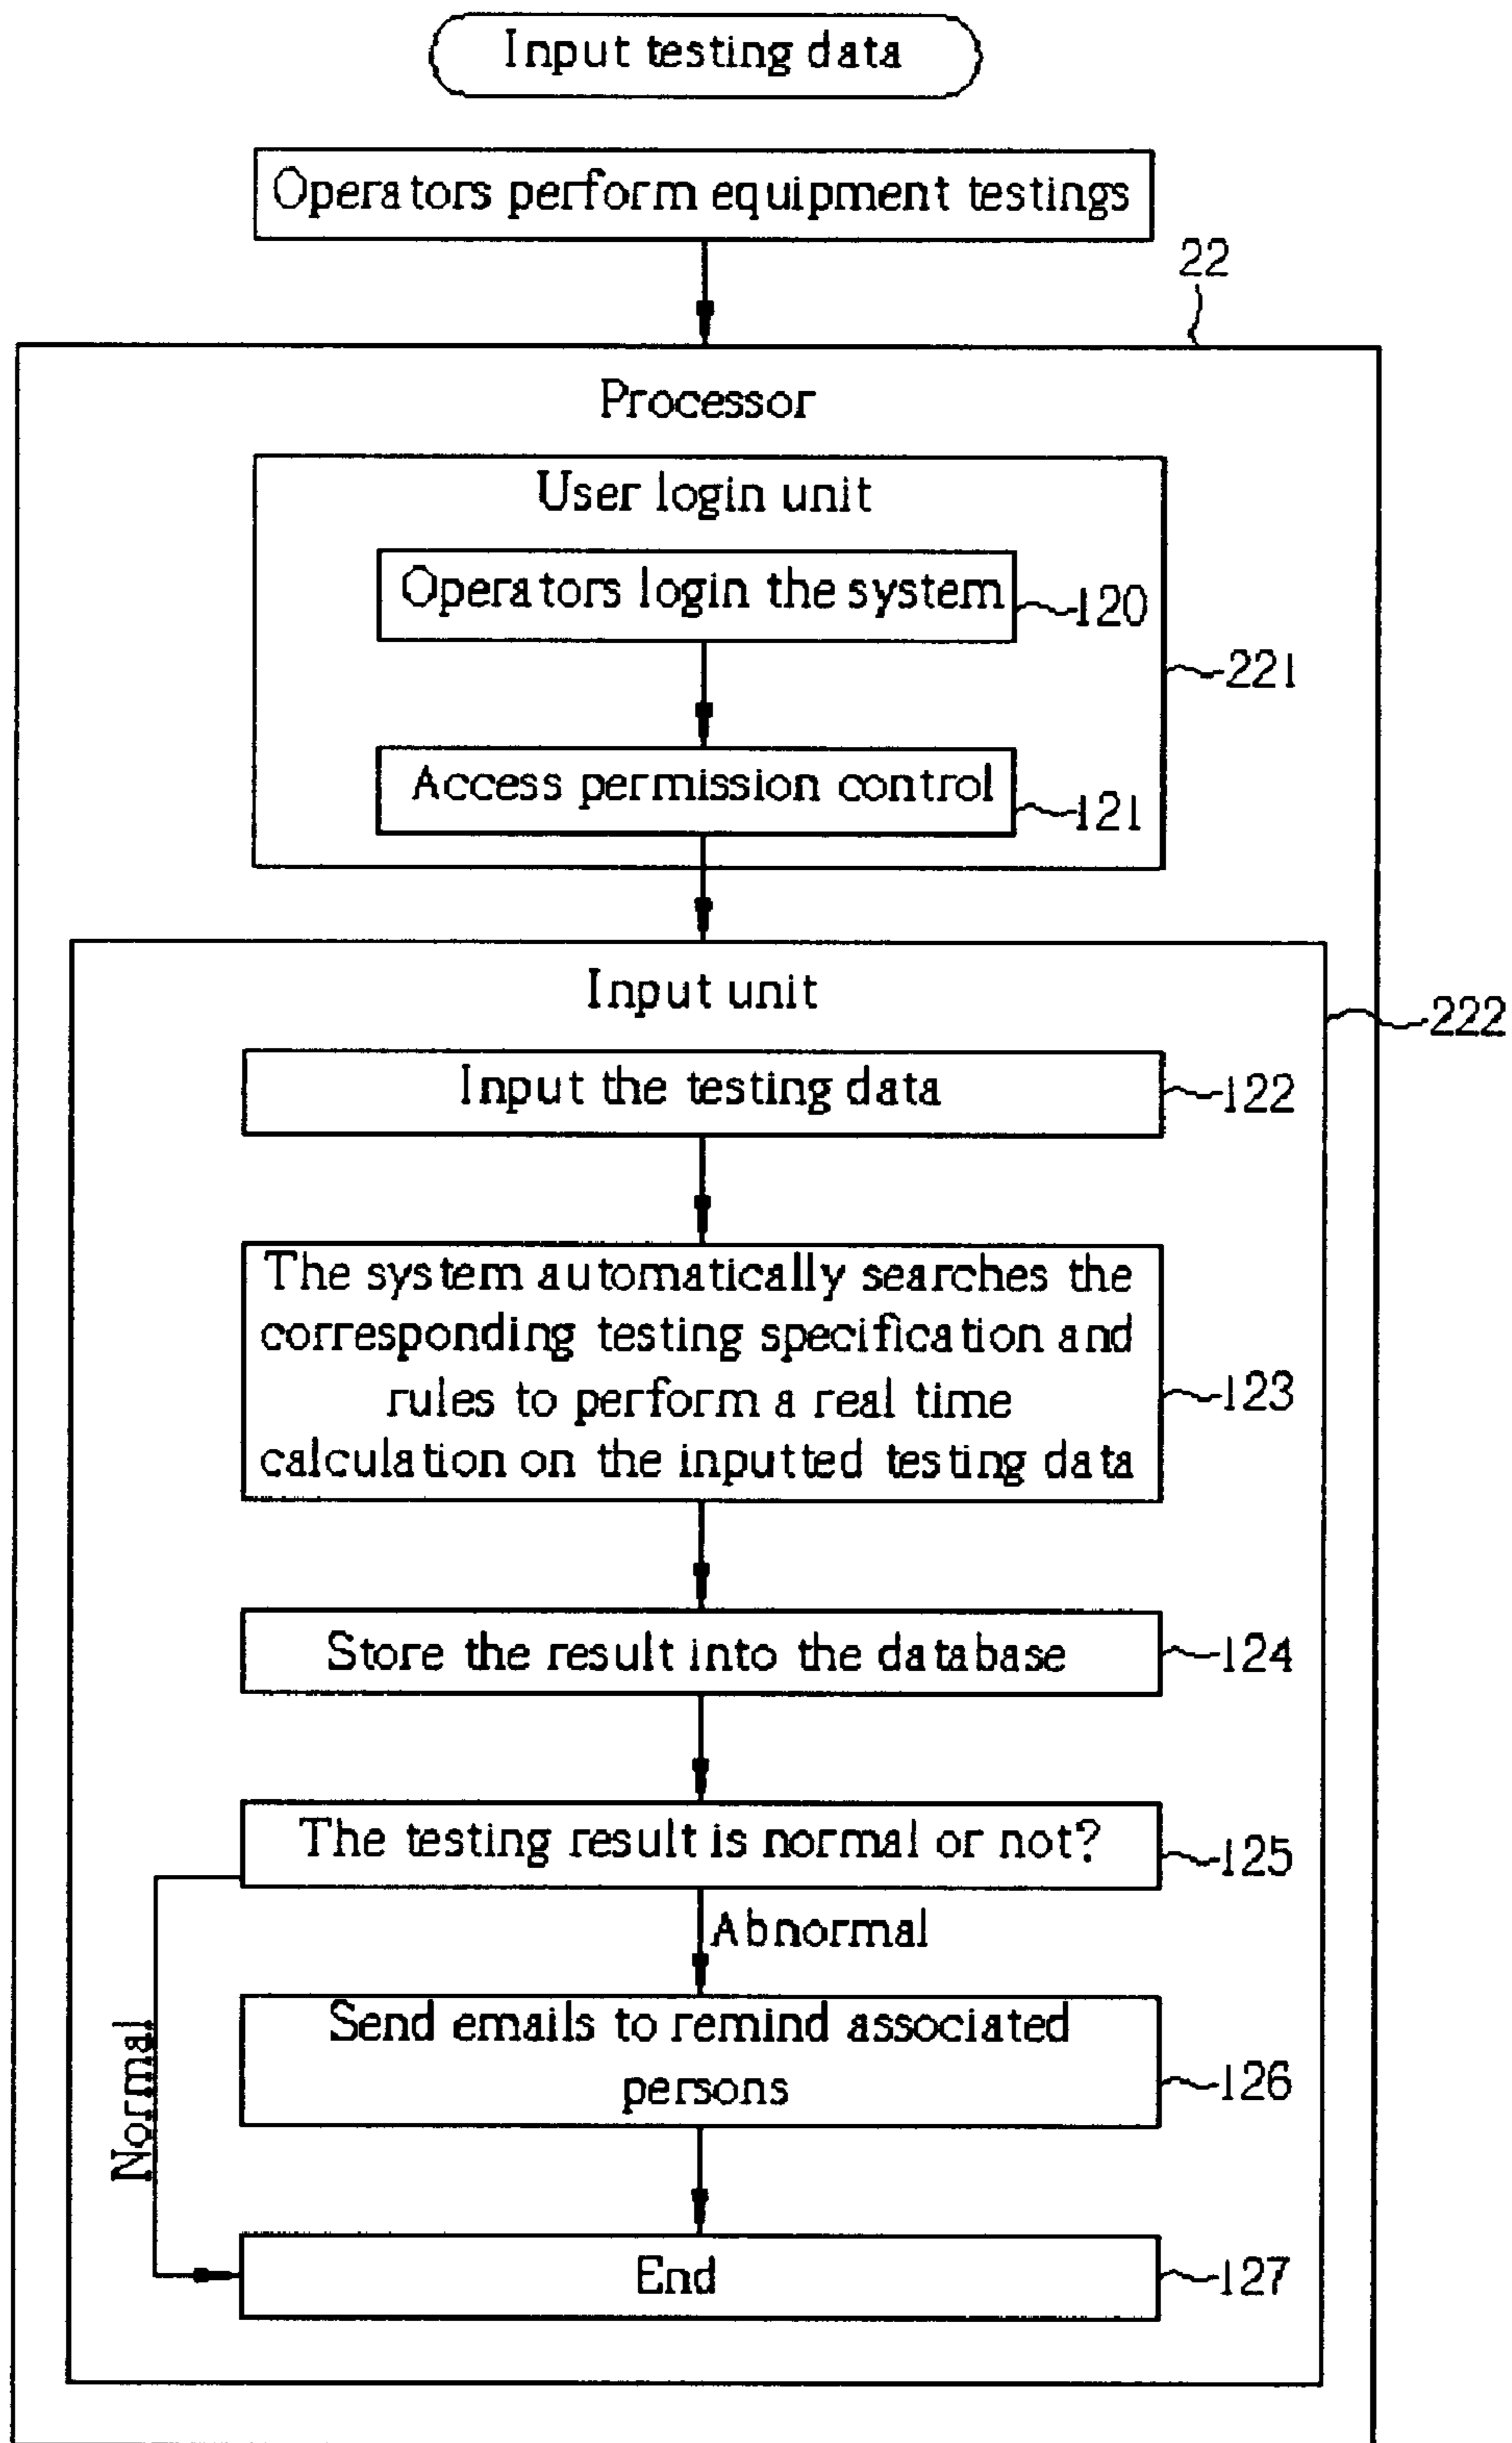 Input testing data
Operators perform equipment testings
22
Processor
User login unit
Operators login the system
120
221
Access permission control
121
Input unit
222
Input the testing data
122
The system automatically searches the
corresponding testing specification and
rules to perform a real time
calculation on the inputted testing data
123
Store the result into the database
124
The testing result is normal or not?
125
Abnormal
Normal
Send emails to remind associated
persons
126
End
127